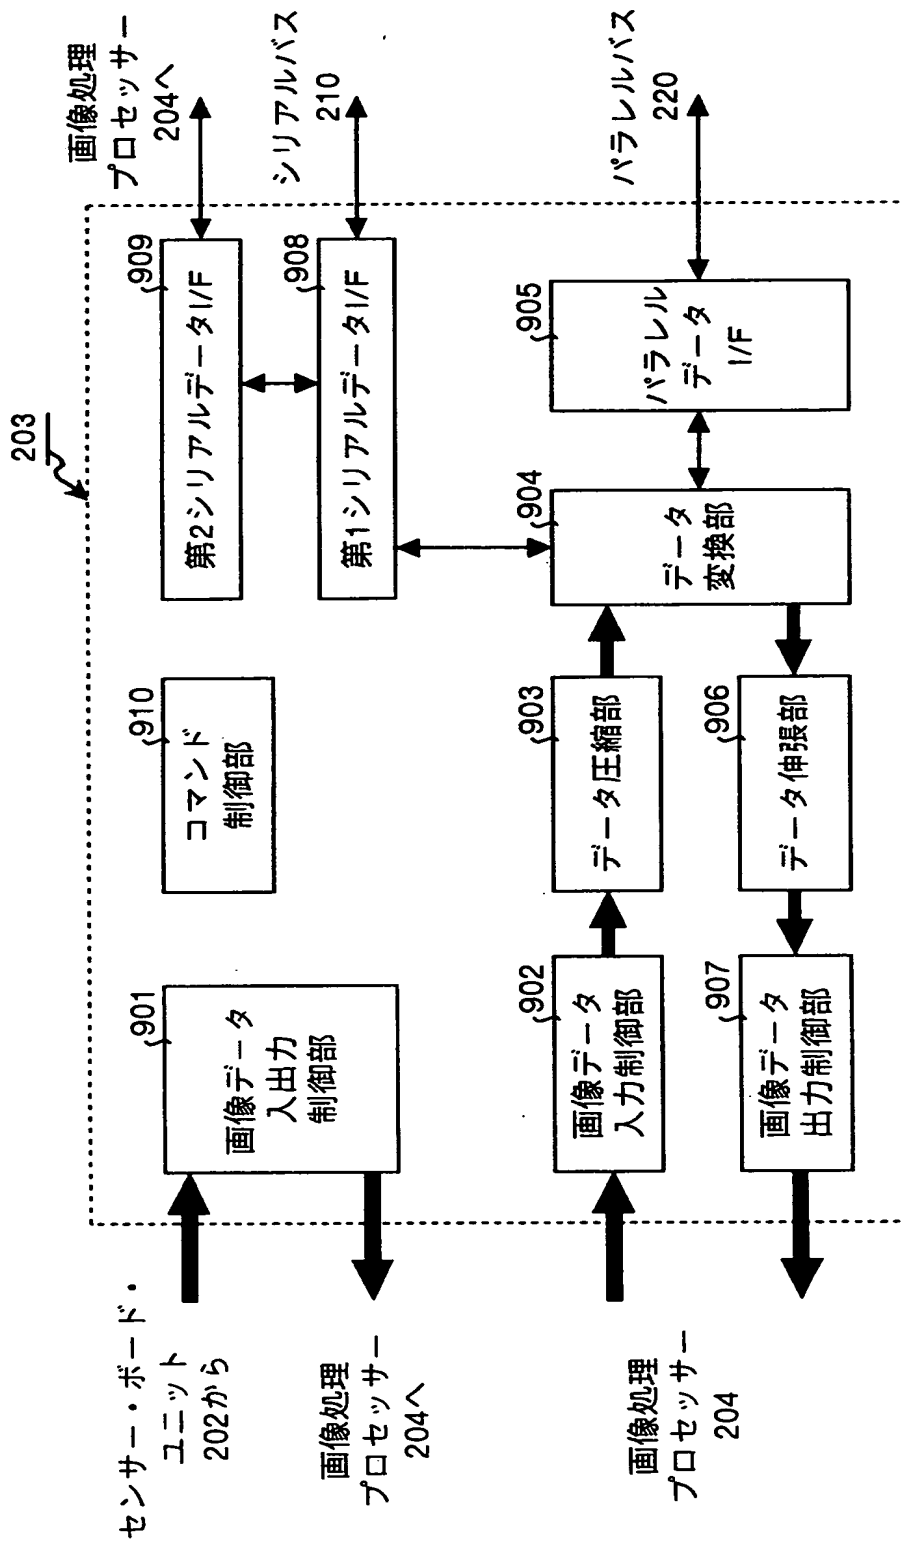 203
センサー・ボード・
ユニット
202から
画像処理
プロセッサー
204へ
画像処理
プロセッサー
204
901
画像データ
入出力
制御部
910
コマンド
制御部
909
第2シリアルデータI/F
908
第1シリアルデータI/F
902
画像データ
入力制御部
903
データ圧縮部
904
データ
変換部
905
パラレル
データ
I/F
907
画像データ
出力制御部
906
データ伸張部
画像処理
プロセッサー
204へ
シリアルバス
210
パラレルバス
220